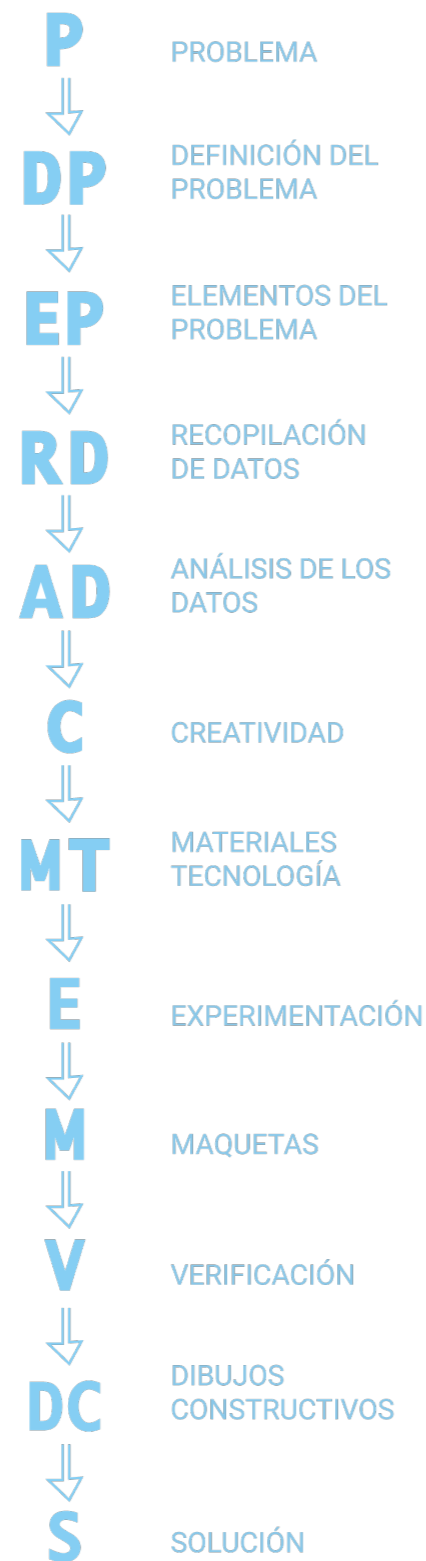 P PROBLEMA
DP DEFINICIÓN DEL
PROBLEMA
EP ELEMENTOS DEL
PROBLEMA
RD RECOPILACIÓN
DE DATOS
AD ANÁLISIS DE LOS
DATOS
C CREATIVIDAD
MT MATERIALES
TECNOLOGÍA
E EXPERIMENTACIÓN
M MAQUETAS
V VERIFICACIÓN
DC DIBUJOS
CONSTRUCTIVOS
S SOLUCIÓN